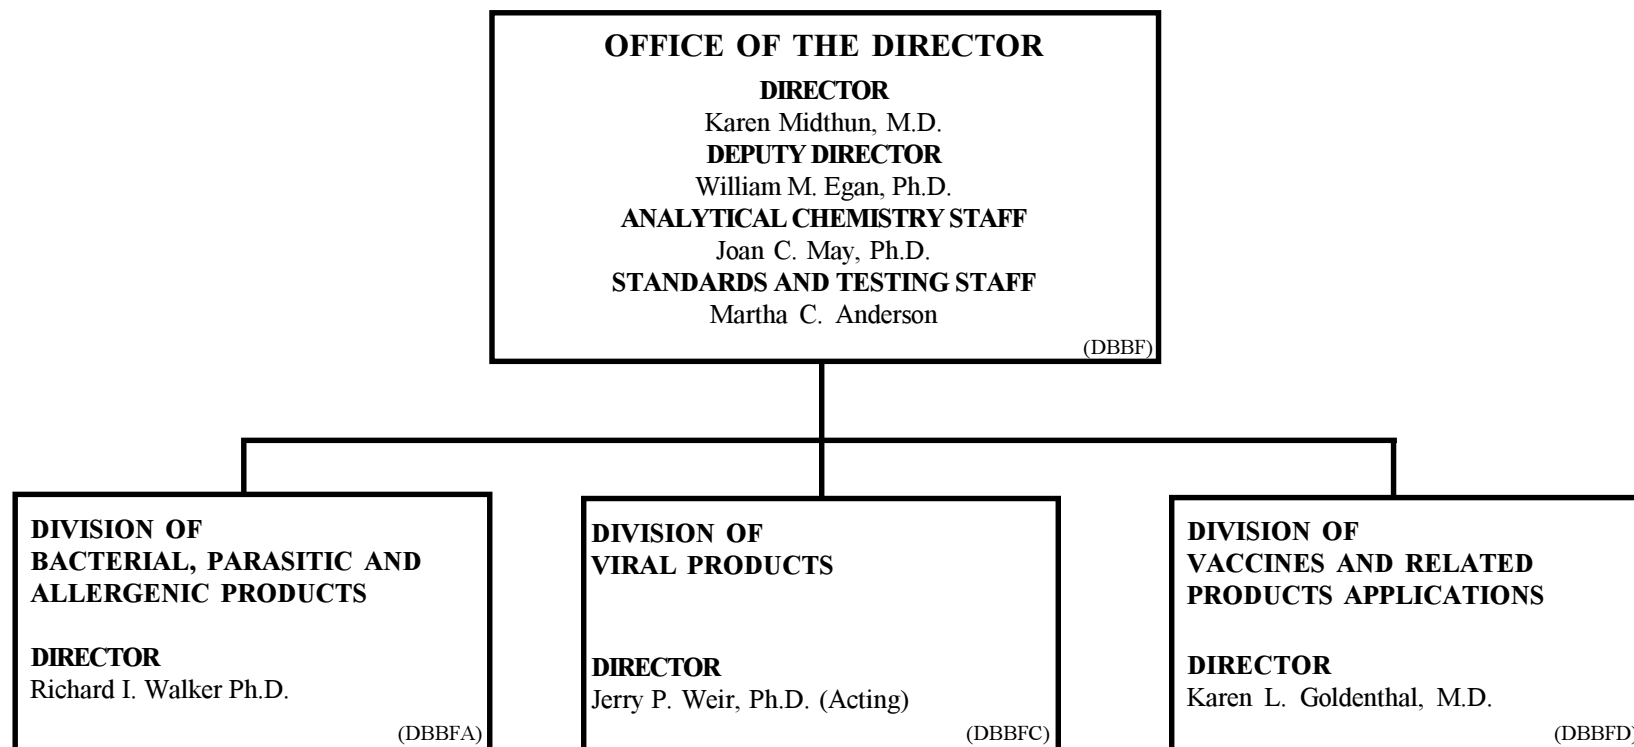 OFFICE OF THE DIRECTOR
DIRECTOR
Karen Midthun, M.D.
DEPUTY DIRECTOR
William M. Egan, Ph.D.
ANALYTICAL CHEMISTRY STAFF
Joan C. May, Ph.D.
STANDARDS AND TESTING STAFF
Martha C. Anderson
(DBBF)
DIVISION OF
BACTERIAL, PARASITIC AND
ALLERGENIC PRODUCTS
DIRECTOR
Richard I. Walker Ph.D.
(DBBFA)
DIVISION OF
VIRAL PRODUCTS
DIRECTOR
Jerry P. Weir, Ph.D. (Acting)
(DBBFC)
DIVISION OF
VACCINES AND RELATED
PRODUCTS APPLICATIONS
DIRECTOR
Karen L. Goldenthal, M.D.
(DBBFD)